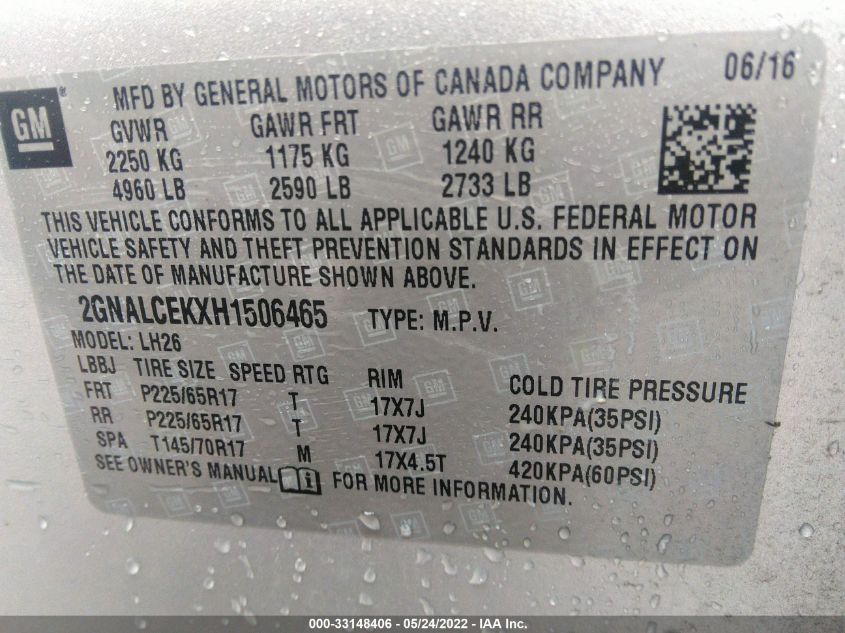 MFD BY GENERAL MOTORS OF CANADA COMPANY 06/16
GM ®
GVWR GAWR FRT GAWR RR
2250 KG 1175 KG 1240 KG
4960 LB 2590 LB 2733 LB
THIS VEHICLE CONFORMS TO ALL APPLICABLE U.S. FEDERAL MOTOR
VEHICLE SAFETY AND THEFT PREVENTION STANDARDS IN EFFECT ON
THE DATE OF MANUFACTURE SHOWN ABOVE.
2GNALCEKXH1506465 TYPE: M.P.V.
MODEL: LH26
LBBJ TIRE SIZE SPEED RTG RIM COLD TIRE PRESSURE
FRT P225/65R17 T 17X7J 240KPA(35PSI)
RR P225/65R17 T 17X7J 240KPA(35PSI)
SPA T145/70R17 M 17X4.5T 420KPA(60PSI)
SEE OWNER'S MANUAL i FOR MORE INFORMATION.
000-33148406 - 05/24/2022 - IAA Inc.